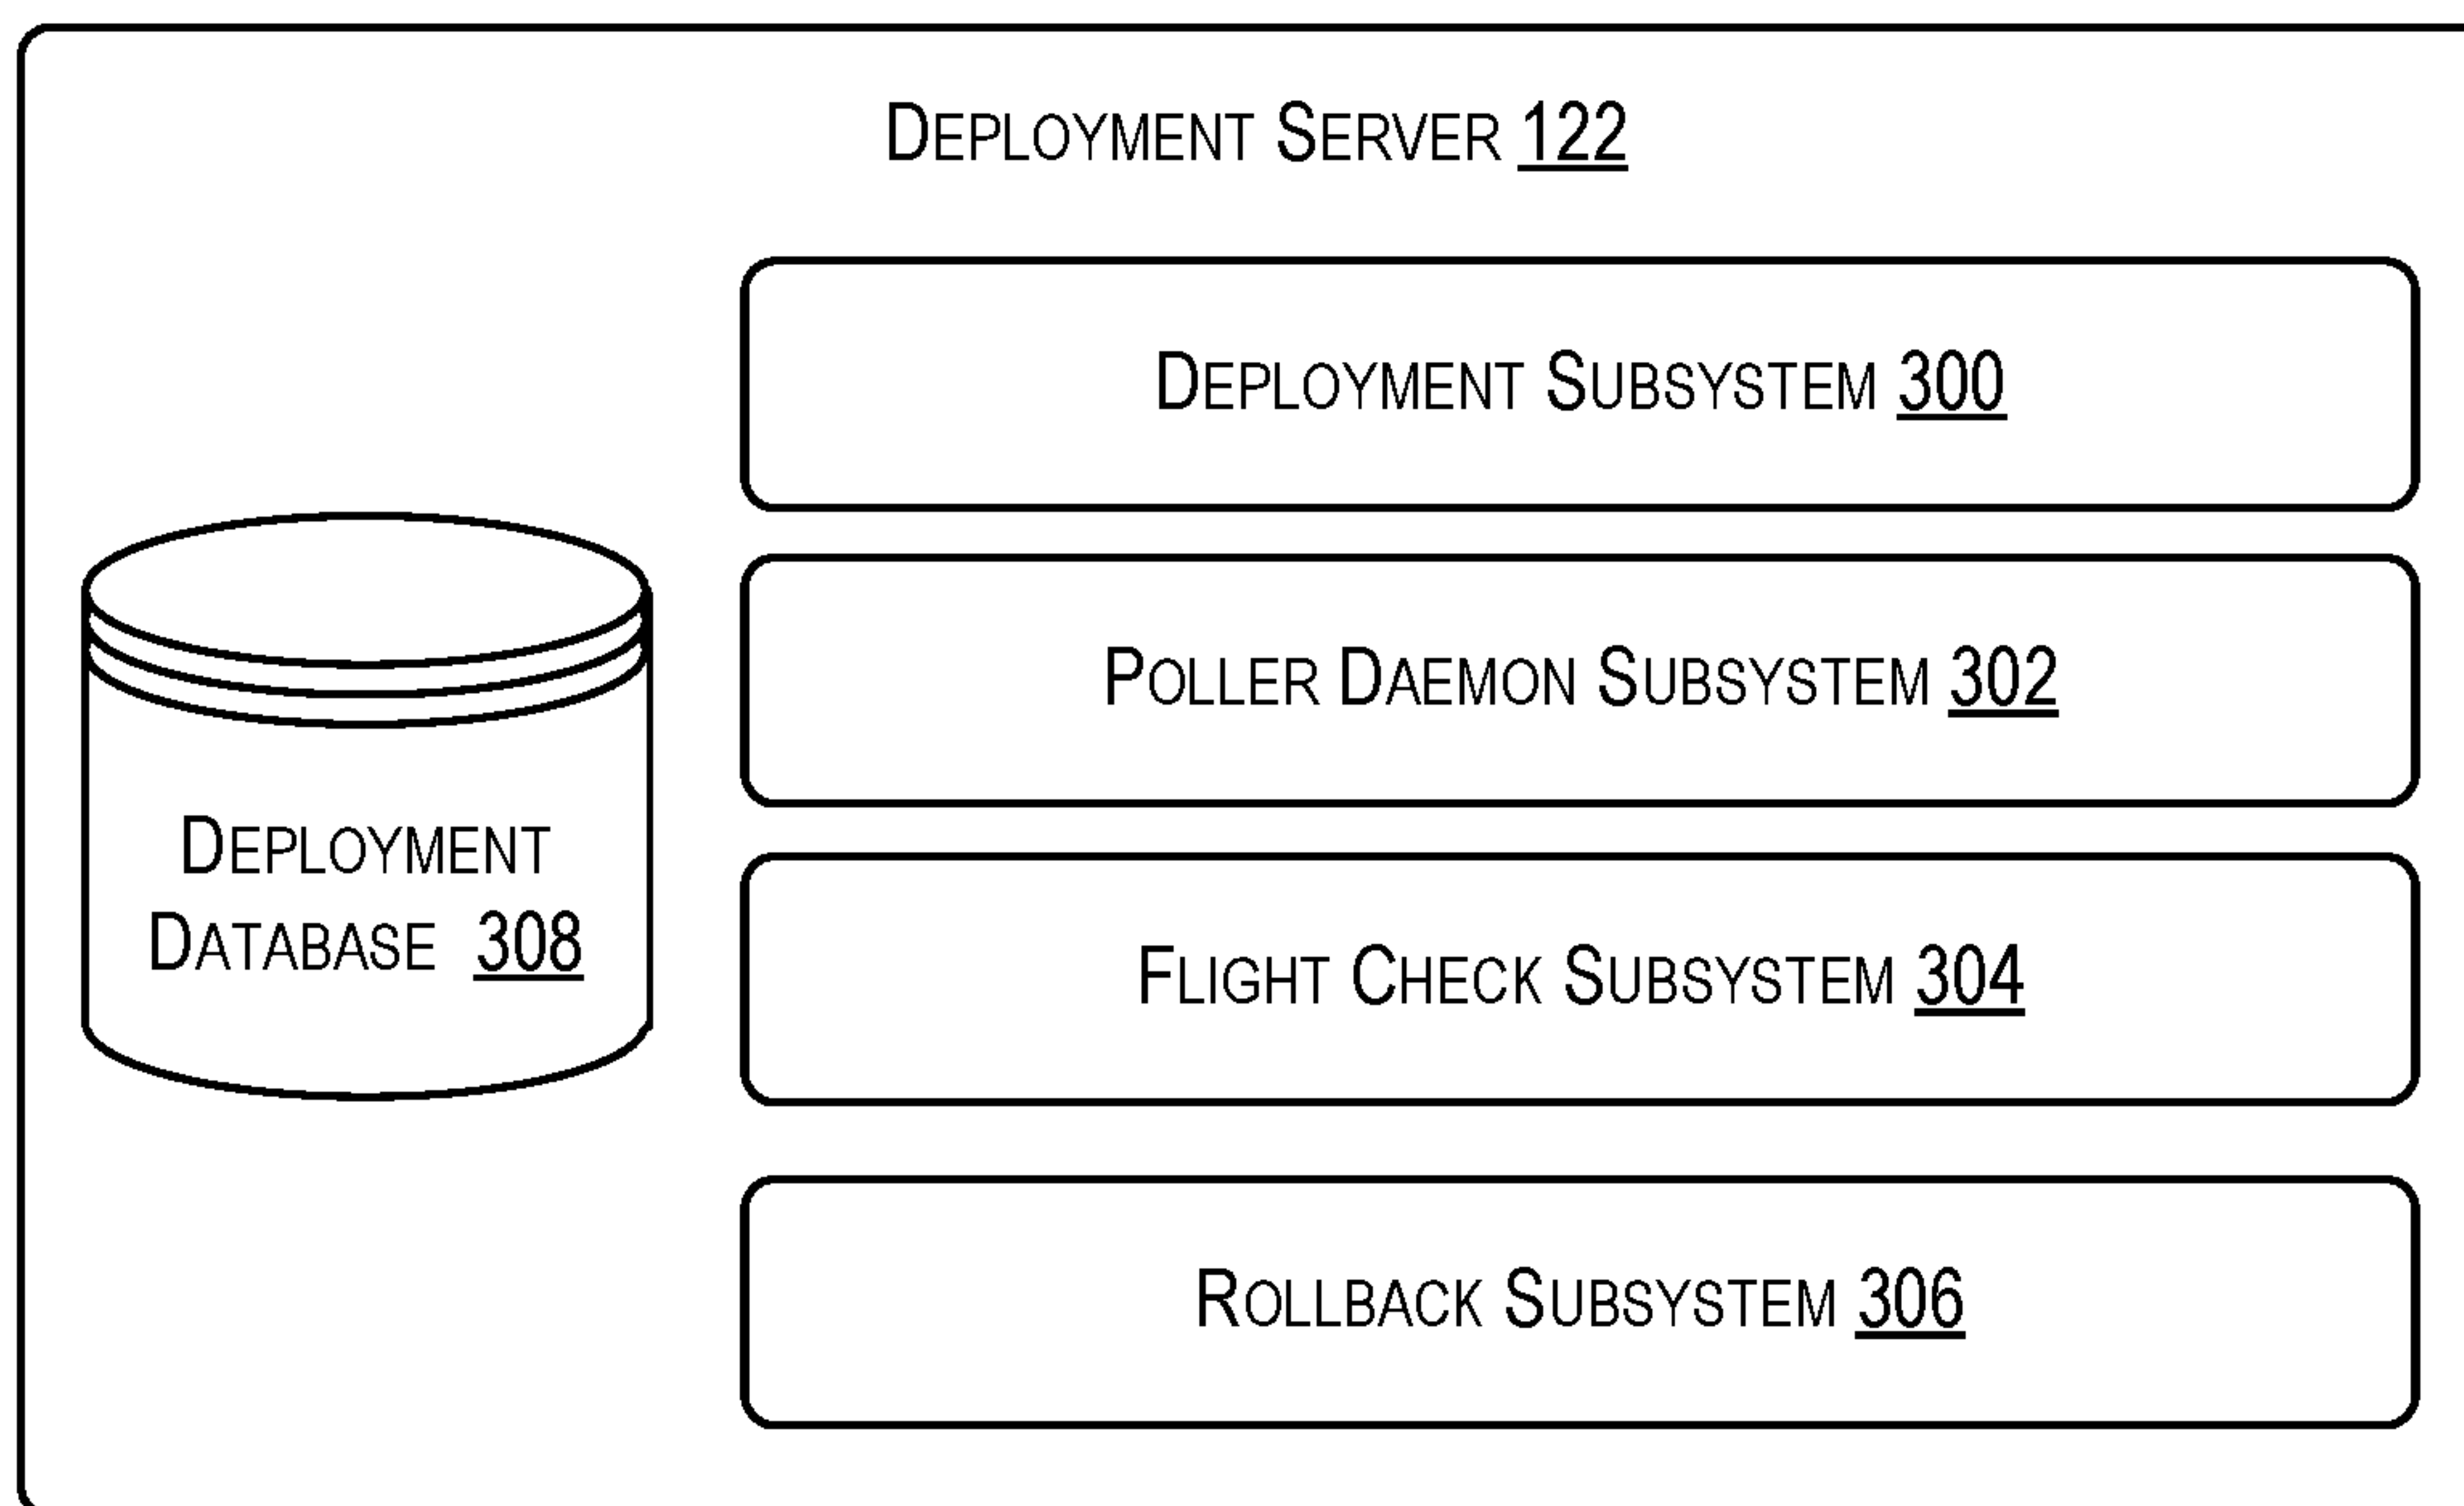 DEPLOYMENT SERVER 122
DEPLOYMENT SUBSYSTEM 300
POLLER DAEMON SUBSYSTEM 302
DEPLOYMENT
DATABASE 308
FLIGHT CHECK SUBSYSTEM 304
ROLLBACK SUBSYSTEM 306